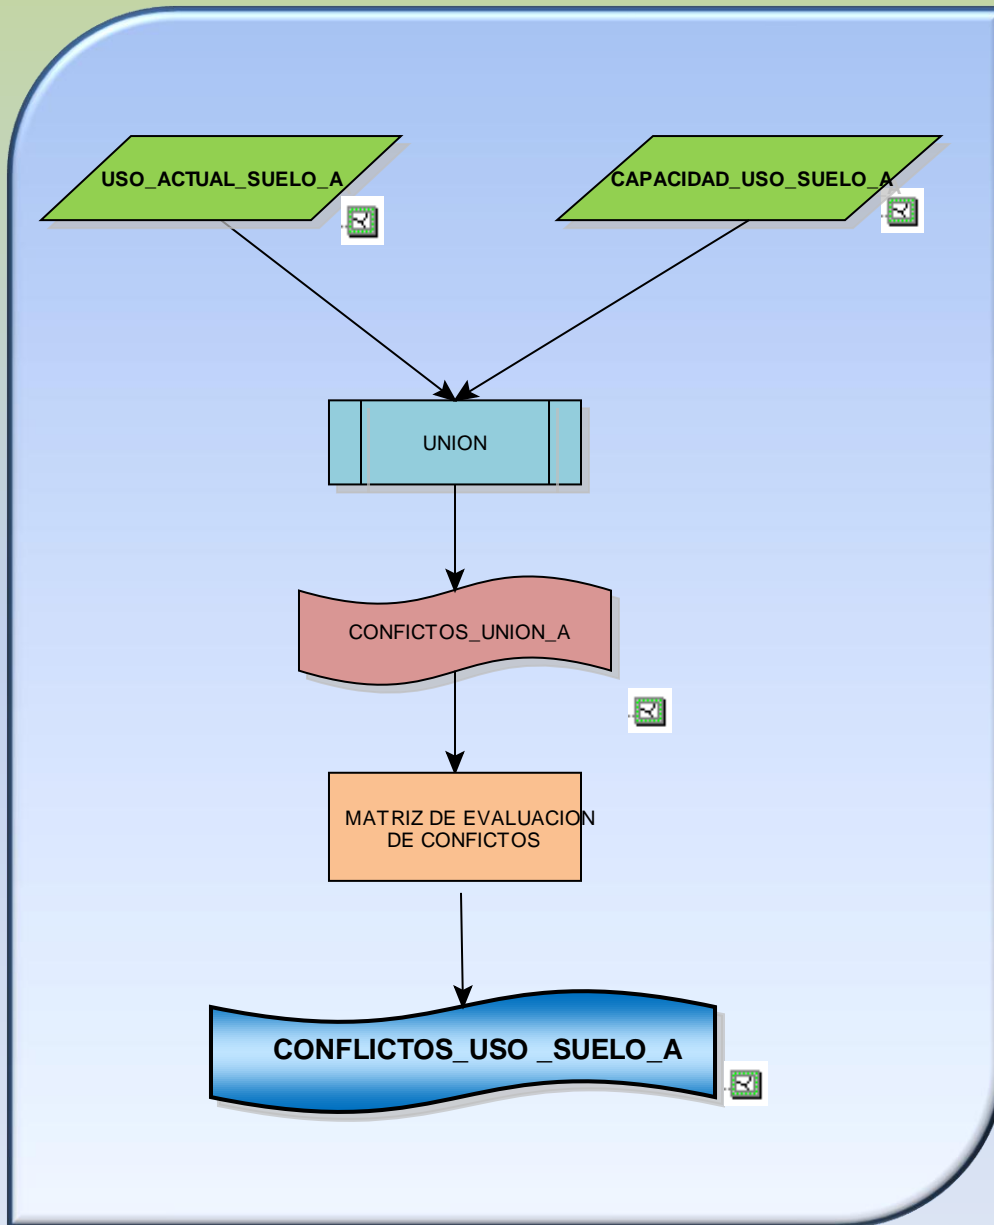 USO_ACTUAL_SUELO_A
CAPACIDAD_USO_SUELO_A
UNION
CONFICTOS_UNION_A
MATRIZ DE EVALUACION
DE CONFICTOS
CONFLICTOS_USO _SUELO_A